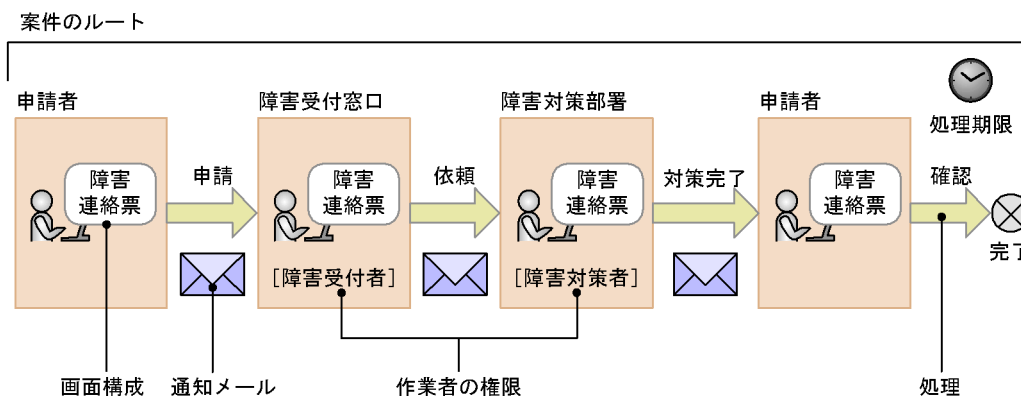 案件のルート
申請者
障害受付窓口
障害対策部署
申請者
処理期限
障害
連絡票
申請
障害
連絡票
依頼
障害
連絡票
対策完了
障害
連絡票
確認
完了
[障害受付者]
[障害対策者]
画面構成
通知メール
作業者の権限
処理